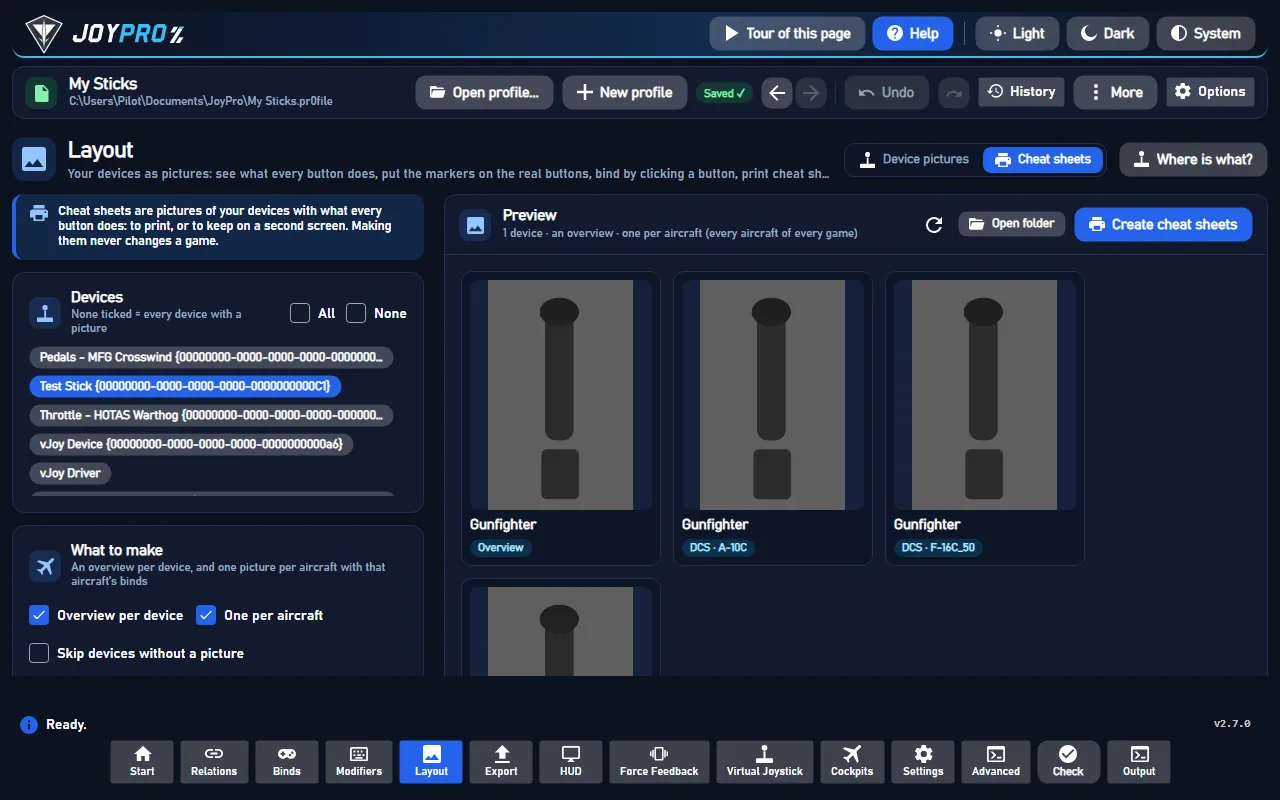 JOYPRO
Tour of this page
Help
Light
Dark
System
My Sticks
C:\Users\Pilot\Documents\JoyPro\My Sticks.pr0file
Open profile...
New profile
Saved ✓
Undo
History
More
Options
Layout
Your devices as pictures: see what every button does, put the markers on the real buttons, bind by clicking a button, print cheat sh...
Device pictures
Cheat sheets
Where is what?
Cheat sheets are pictures of your devices with what every
button does: to print, or to keep on a second screen. Making
them never changes a game.
Devices
None ticked = every device with a
picture
All
None
Pedals - MFG Crosswind {00000000-0000-0000-0000-0000000...
Test Stick {00000000-0000-0000-0000-0000000000C1}
Throttle - HOTAS Warthog {00000000-0000-0000-0000-000000...
vJoy Device {00000000-0000-0000-0000-0000000000a6}
vJoy Driver
What to make
An overview per device, and one picture per aircraft with that
aircraft's binds
Overview per device
One per aircraft
Skip devices without a picture
Preview
1 device · an overview · one per aircraft (every aircraft of every game)
Open folder
Create cheat sheets
Gunfighter
Overview
Gunfighter
DCS · A-10C
Gunfighter
DCS · F-16C_50
Ready.
v2.7.0
Start
Relations
Binds
Modifiers
Layout
Export
HUD
Force Feedback
Virtual Joystick
Cockpits
Settings
Advanced
Check
Output